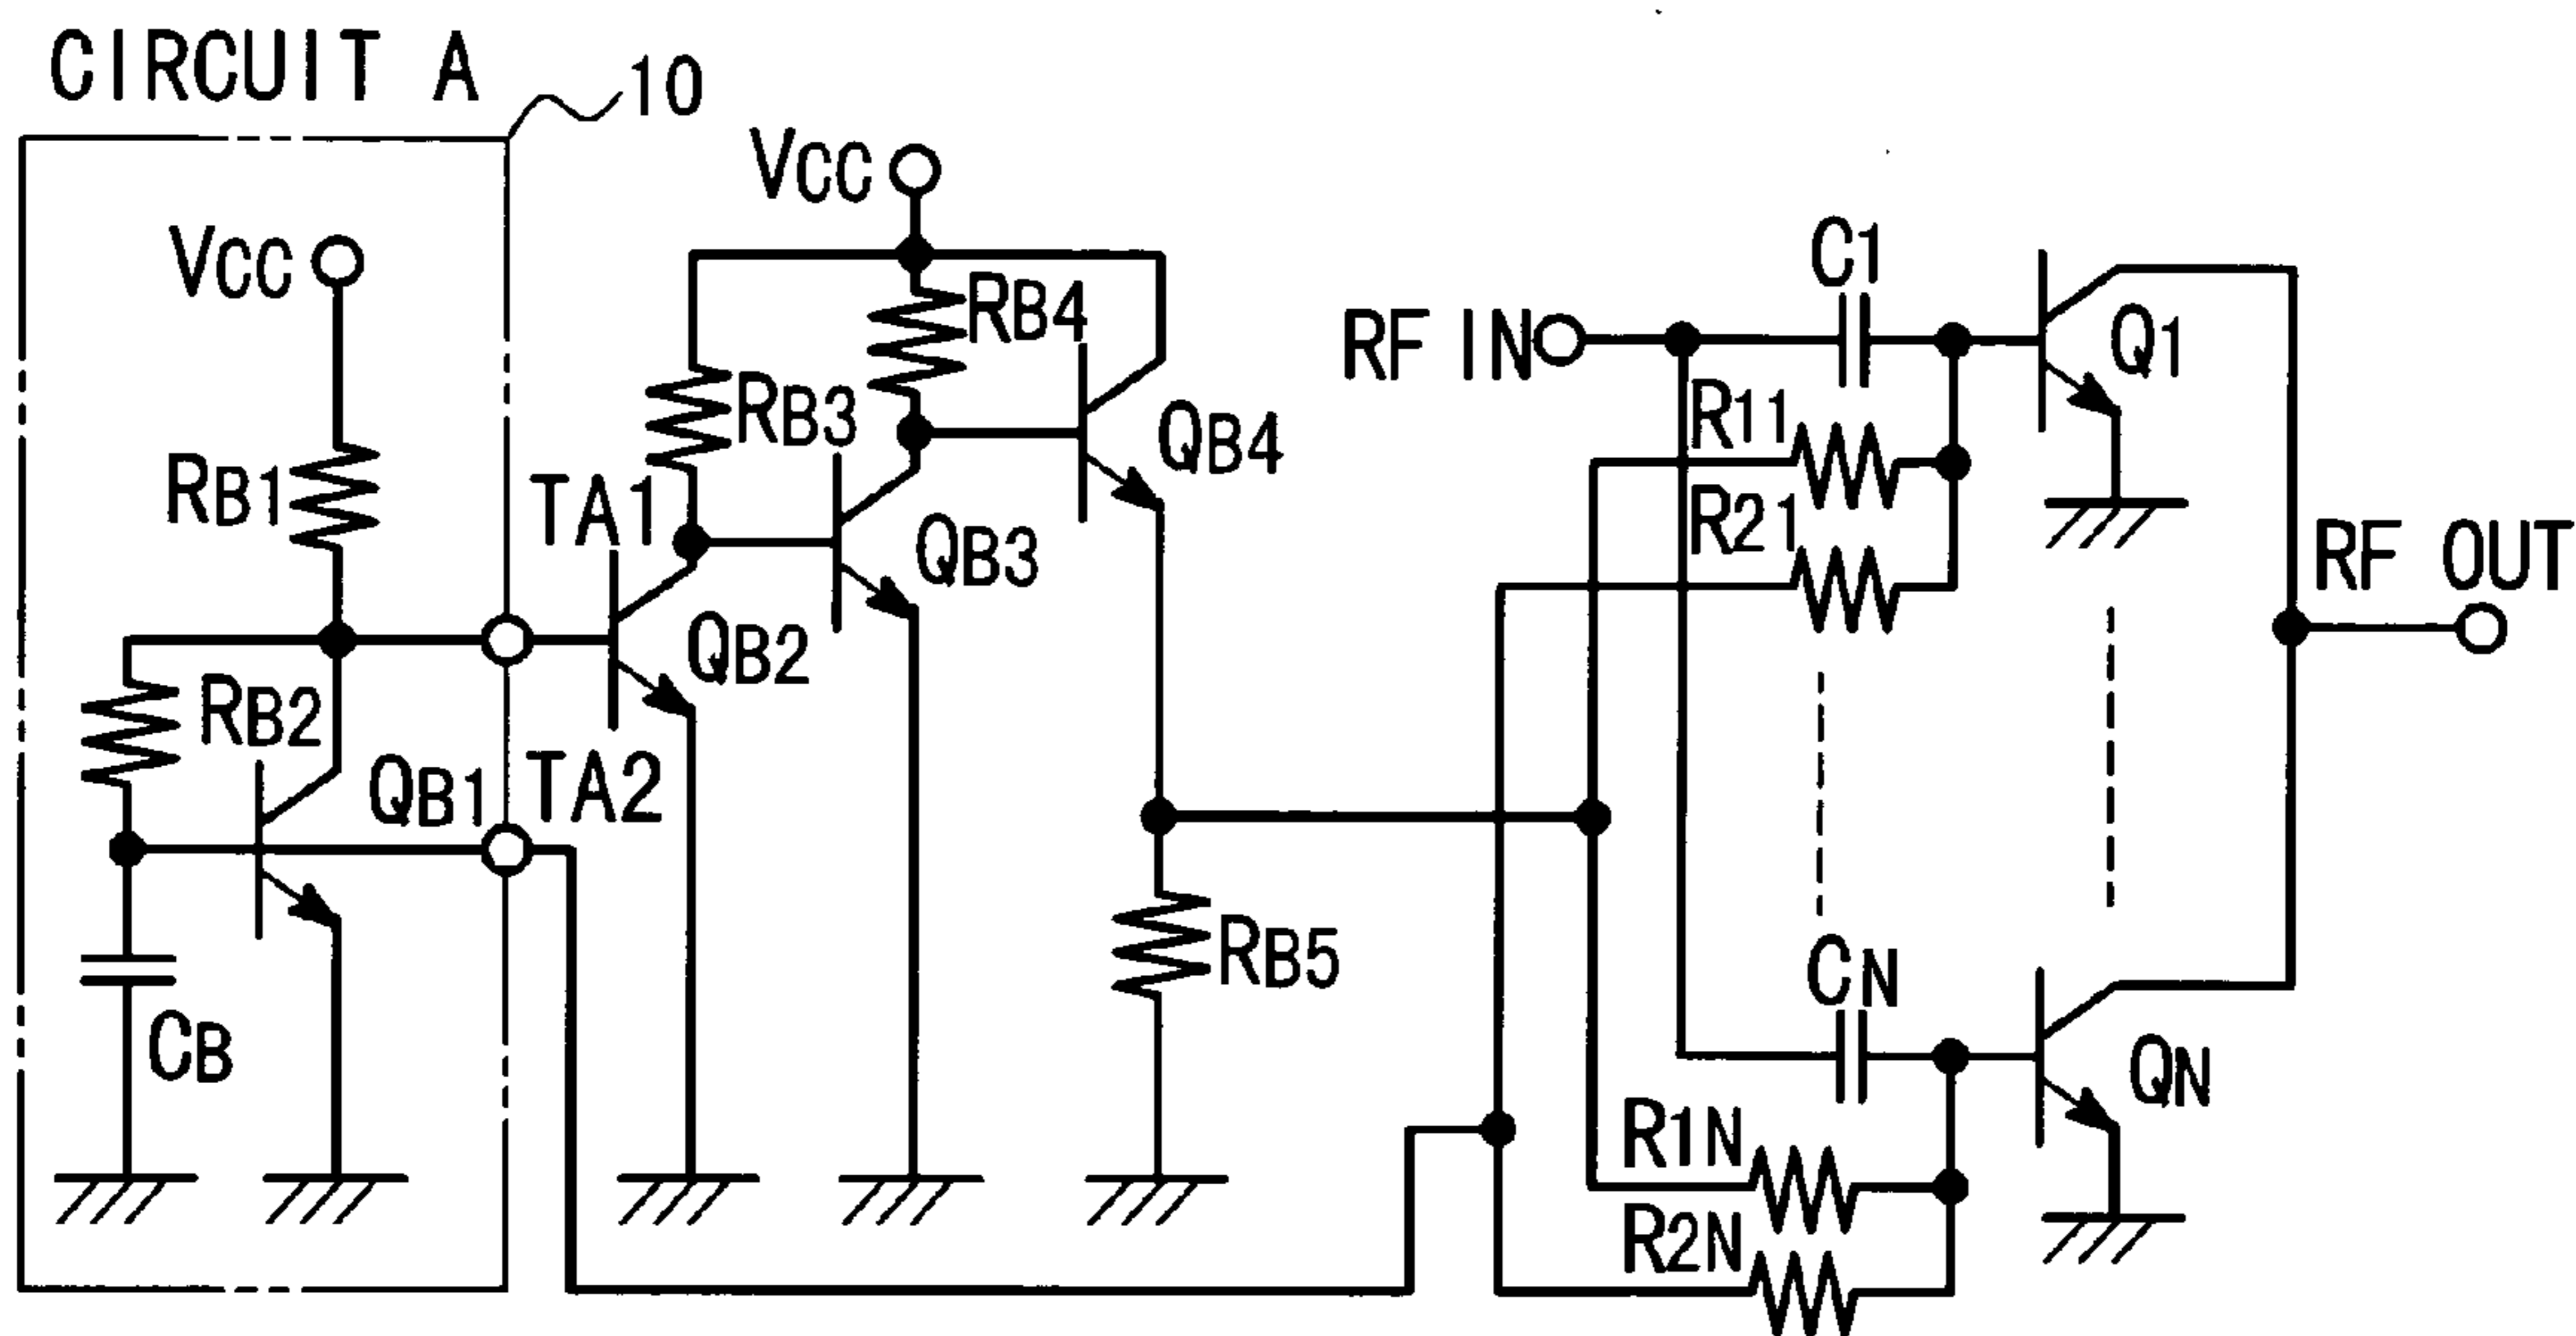 CIRCUIT A
10
VCC
VCC
RB1
RB2
QB1
CB
TA1
TA2
RB3
RB4
QB2
QB3
QB4
RB5
RF IN
C1
R11
R21
Q1
RF OUT
CN
R1N
R2N
QN